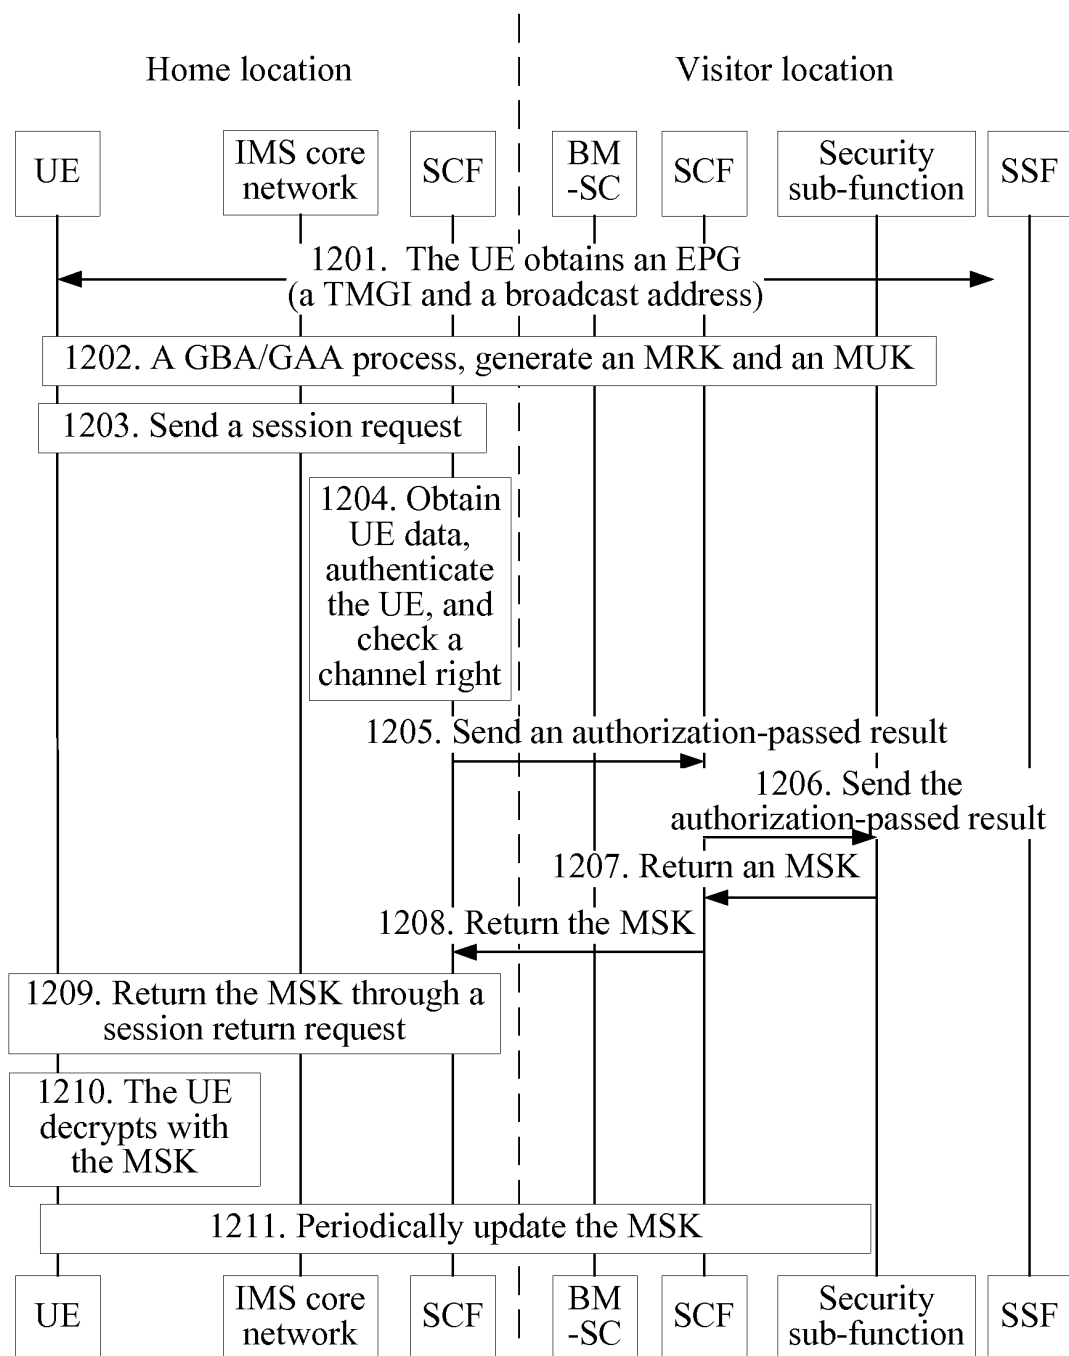 Home location
Visitor location
UE
IMS core
network
SCF
BM
-SC
SCF
Security
sub-function
SSF
1201. The UE obtains an EPG
(a TMGI and a broadcast address)
1202. A GBA/GAA process, generate an MRK and an MUK
1203. Send a session request
1204. Obtain
UE data,
authenticate
the UE, and
check a
channel right
1205. Send an authorization-passed result
1206. Send the
authorization-passed result
1207. Return an MSK
1208. Return the MSK
1209. Return the MSK through a
session return request
1210. The UE
decrypts with
the MSK
1211. Periodically update the MSK
UE
IMS core
network
SCF
BM
-SC
SCF
Security
sub-function
SSF